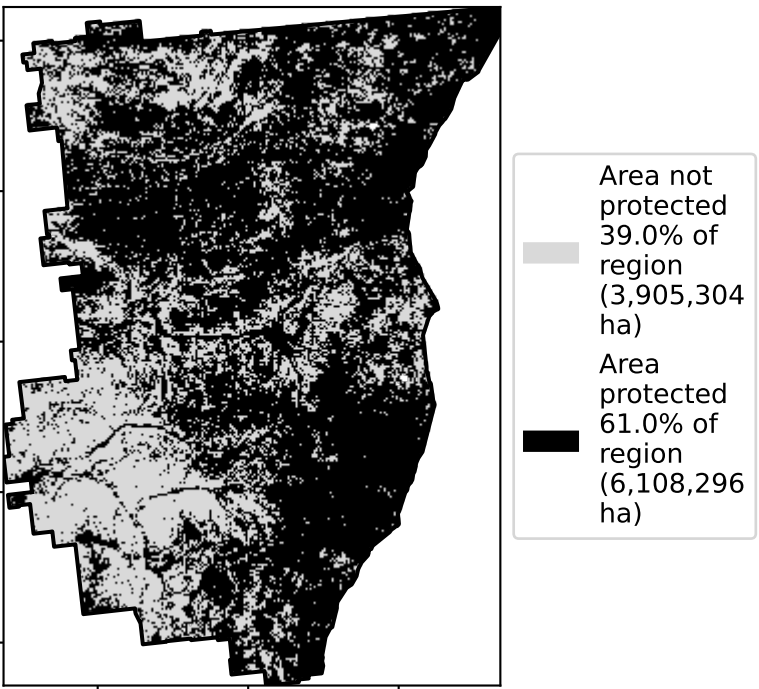 Area not
protected
39.0% of
region
(3,905,304
ha)
Area
protected
61.0% of
region
(6,108,296
ha)